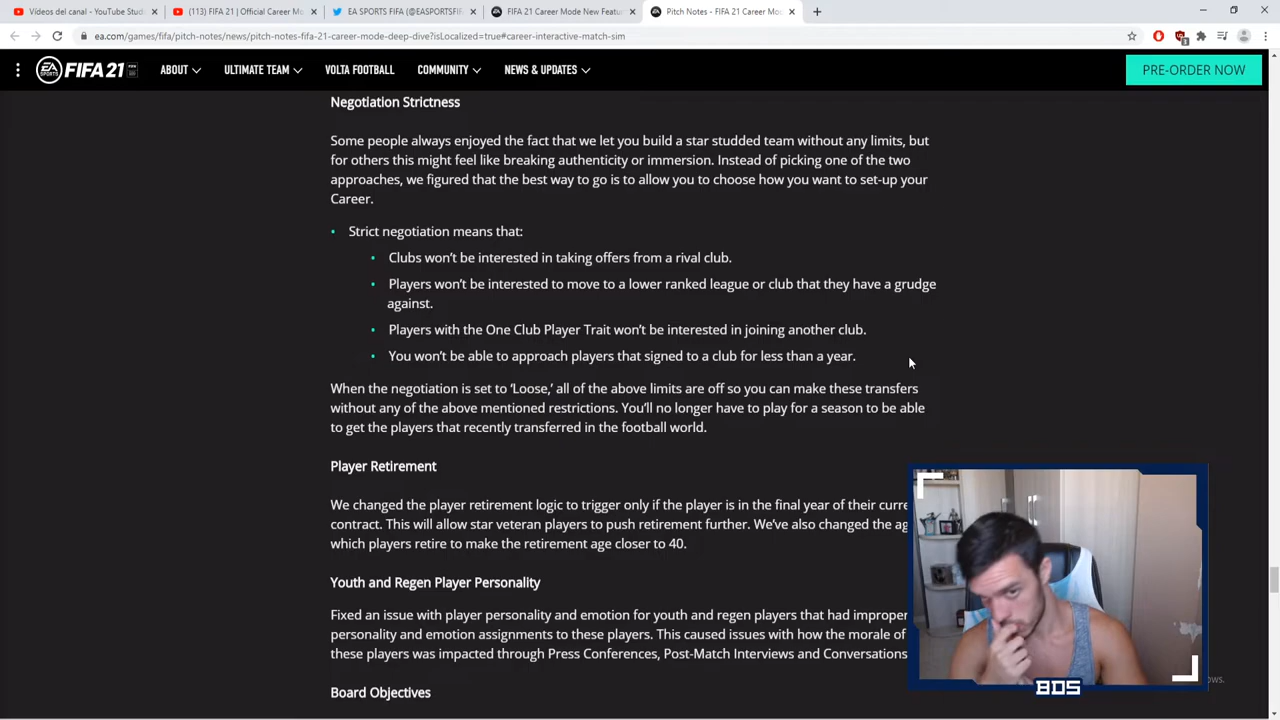 Vídeos del canal - YouTube Stud
(113) FIFA 21 | Official Career Mo
EA SPORTS FIFA (@EASPORTSFIF
FIFA 21 Career Mode New Featur
Pitch Notes - FIFA 21 Career Mo
ea.com/games/fifa/pitch-notes/news/pitch-notes-fifa-21-career-mode-deep-dive?isLocalized=true#career-interactive-match-sim
EA SPORTS FIFA 21
ABOUT
ULTIMATE TEAM
VOLTA FOOTBALL
COMMUNITY
NEWS & UPDATES
PRE-ORDER NOW
Negotiation Strictness
Some people always enjoyed the fact that we let you build a star studded team without any limits, but
for others this might feel like breaking authenticity or immersion. Instead of picking one of the two
approaches, we figured that the best way to go is to allow you to choose how you want to set-up your
Career.
• Strict negotiation means that:
• Clubs won't be interested in taking offers from a rival club.
• Players won't be interested to move to a lower ranked league or club that they have a grudge
against.
• Players with the One Club Player Trait won't be interested in joining another club.
• You won't be able to approach players that signed to a club for less than a year.
When the negotiation is set to 'Loose,' all of the above limits are off so you can make these transfers
without any of the above mentioned restrictions. You'll no longer have to play for a season to be able
to get the players that recently transferred in the football world.
Player Retirement
We changed the player retirement logic to trigger only if the player is in the final year of their curre
contract. This will allow star veteran players to push retirement further. We've also changed the ag
which players retire to make the retirement age closer to 40.
Youth and Regen Player Personality
Fixed an issue with player personality and emotion for youth and regen players that had improper
personality and emotion assignments to these players. This caused issues with how the morale of
these players was impacted through Press Conferences, Post-Match Interviews and Conversations
Board Objectives
BDS